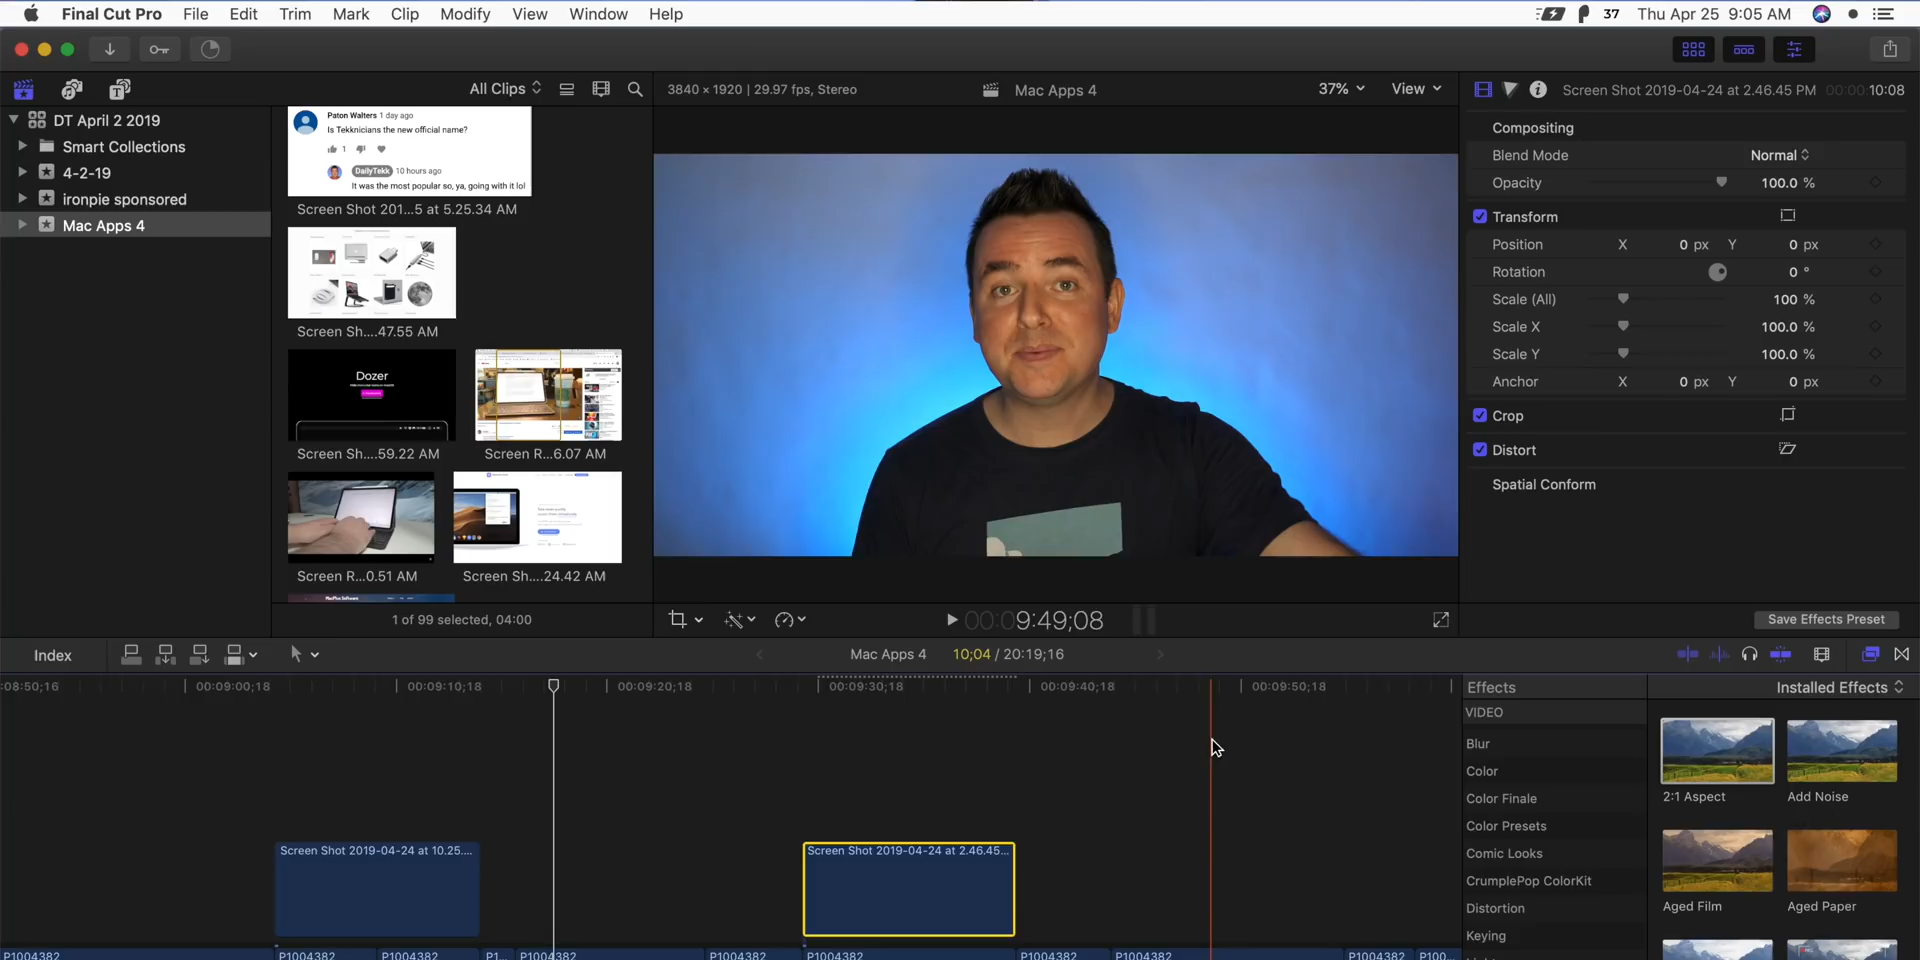 Final Cut Pro File Edit Trim Mark Clip Modify View Window Help 37 Thu Apr 25 9:05 AM
All Clips
3840 × 1920 | 29.97 fps, Stereo
Mac Apps 4
37%
View
Screen Shot 2019-04-24 at 2.46.45 PM 00:00:10:08
DT April 2 2019
Smart Collections
4-2-19
ironpie sponsored
Mac Apps 4
Paton Walters 1 day ago
Is Tekknicians the new official name?
1
DailyTekk 10 hours ago
It was the most popular so, ya, going with it lol
Screen Shot 201...5 at 5.25.34 AM
Screen Sh....47.55 AM
Dozer
Screen Sh....59.22 AM
Screen R...6.07 AM
Screen R...0.51 AM
Screen Sh....24.42 AM
MacPlus Software
1 of 99 selected, 04:00
00:09:49;08
Compositing
Blend Mode Normal
Opacity 100.0 %
Transform
Position X 0 px Y 0 px
Rotation 0 °
Scale (All) 100 %
Scale X 100.0 %
Scale Y 100.0 %
Anchor X 0 px Y 0 px
Crop
Distort
Spatial Conform
Save Effects Preset
Index
Mac Apps 4
10;04 / 20:19;16
:08:50;16 00:09:00;18 00:09:10;18 00:09:20;18 00:09:30;18 00:09:40;18 00:09:50;18
Screen Shot 2019-04-24 at 10.25....
Screen Shot 2019-04-24 at 2.46.45...
P1004382 P1004382 P1004382 P1... P1004382 P1004382 P1004382 P1004382 P1004382 P1004382 P100...
Effects
Installed Effects
VIDEO
Blur
Color
Color Finale
Color Presets
Comic Looks
CrumplePop ColorKit
Distortion
Keying
2:1 Aspect
Add Noise
Aged Film
Aged Paper